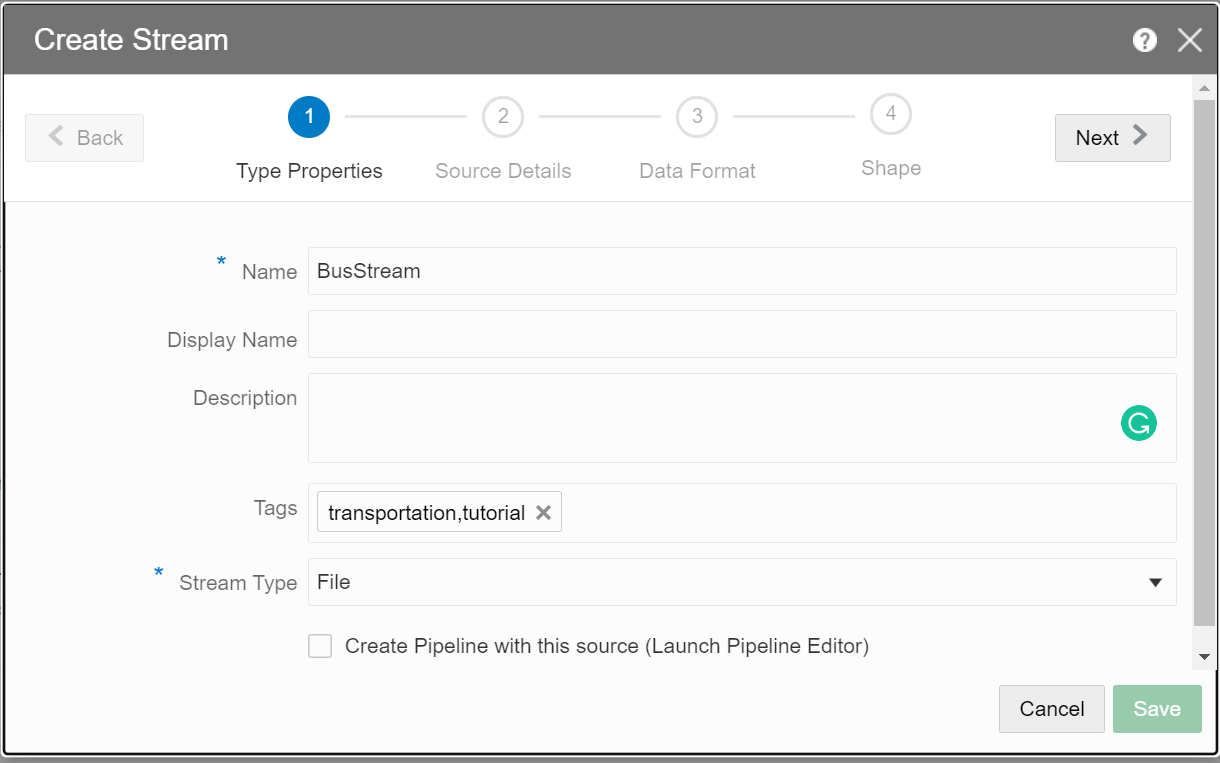 Create Stream
?
Back
1
2
3
4
Next
Type Properties
Source Details
Data Format
Shape
* Name
BusStream
Display Name
Description
G
Tags
transportation,tutorial
* Stream Type
File
Create Pipeline with this source (Launch Pipeline Editor)
Cancel
Save